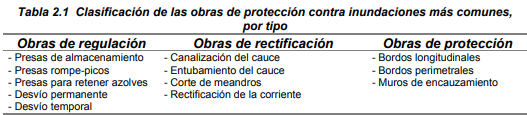 Tabla 2.1 Clasificación de las obras de protección contra inundaciones más comunes,
por tipo
Obras de regulación Obras de rectificación Obras de protección
- Presas de almacenamiento - Canalización del cauce - Bordos longitudinales
- Presas rompe-picos - Entubamiento del cauce - Bordos perimetrales
- Presas para retener azolves - Corte de meandros - Muros de encauzamiento
- Desvío permanente - Rectificación de la corriente
- Desvío temporal